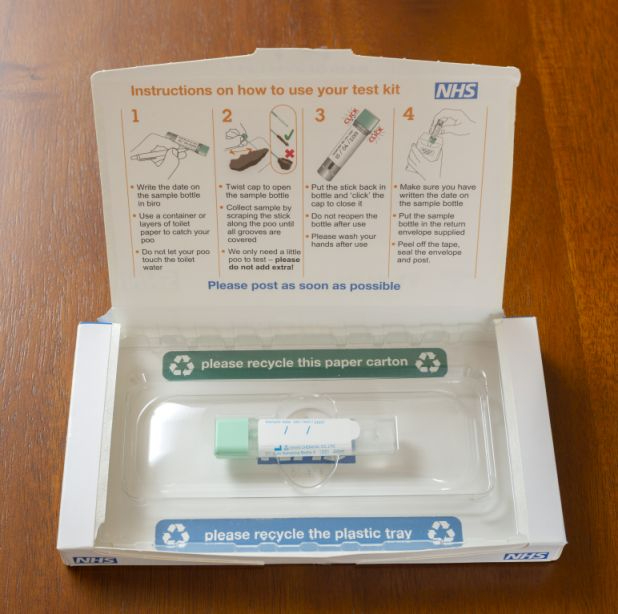 Instructions on how to use your test kit
NHS
1
Write the date on
the sample bottle
in biro
Use a container or
layers of toilet
paper to catch your
poo
Do not let your poo
touch the toilet
water
2
Twist cap to open
the sample bottle
Collect sample by
scraping the stick
along the poo until
all grooves are
covered
We only need a little
poo to test – please
do not add extra!
3
CLICK
CLICK
Put the stick back in
bottle and ‘click’ the
cap to close it
Do not reopen the
bottle after use
Please wash your
hands after use
4
Make sure you have
written the date on
the sample bottle
Put the sample
bottle in the return
envelope supplied
Peel off the tape,
seal the envelope
and post.
Please post as soon as possible
please recycle this paper carton
/ /
please recycle the plastic tray
NHS
NHS